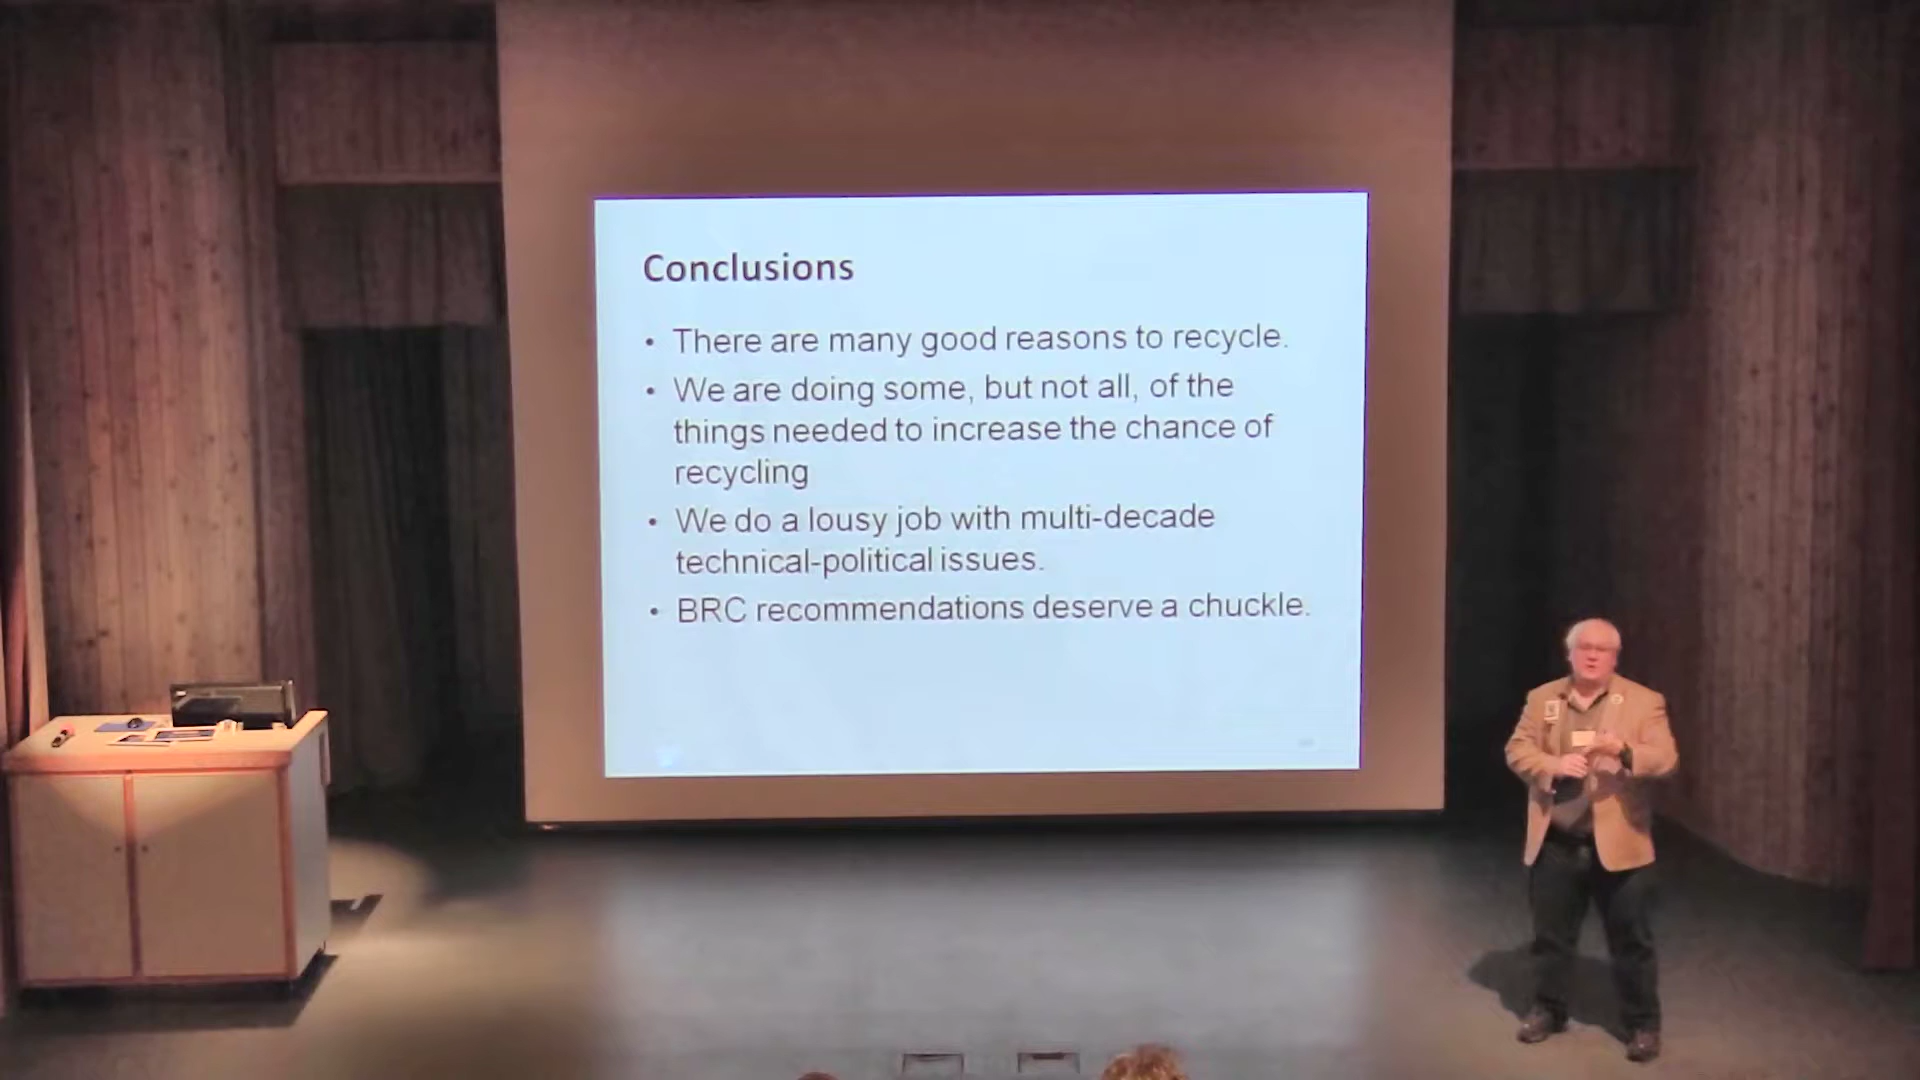 Conclusions
• There are many good reasons to recycle.
• We are doing some, but not all, of the
things needed to increase the chance of
recycling
• We do a lousy job with multi-decade
technical-political issues.
• BRC recommendations deserve a chuckle.